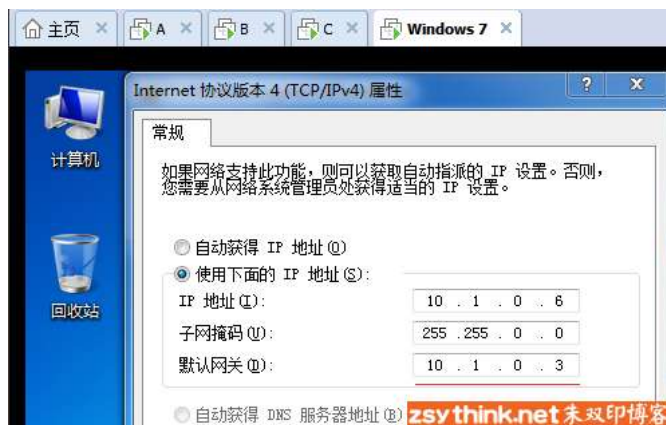 主页 × A × B × C × Windows 7 ×
Internet 协议版本 4 (TCP/IPv4) 属性 ? x
计算机
常规
如果网络支持此功能，则可以获取自动指派的 IP 设置。否则，
您需要从网络系统管理员处获得适当的 IP 设置。
自动获得 IP 地址(O)
使用下面的 IP 地址(S):
回收站
IP 地址(I): 10 . 1 . 0 . 6
子网掩码(U): 255 .255 . 0 . 0
默认网关(D): 10 . 1 . 0 . 3
自动获得 DNS 服务器地址(B)
zsythink.net朱双印博客